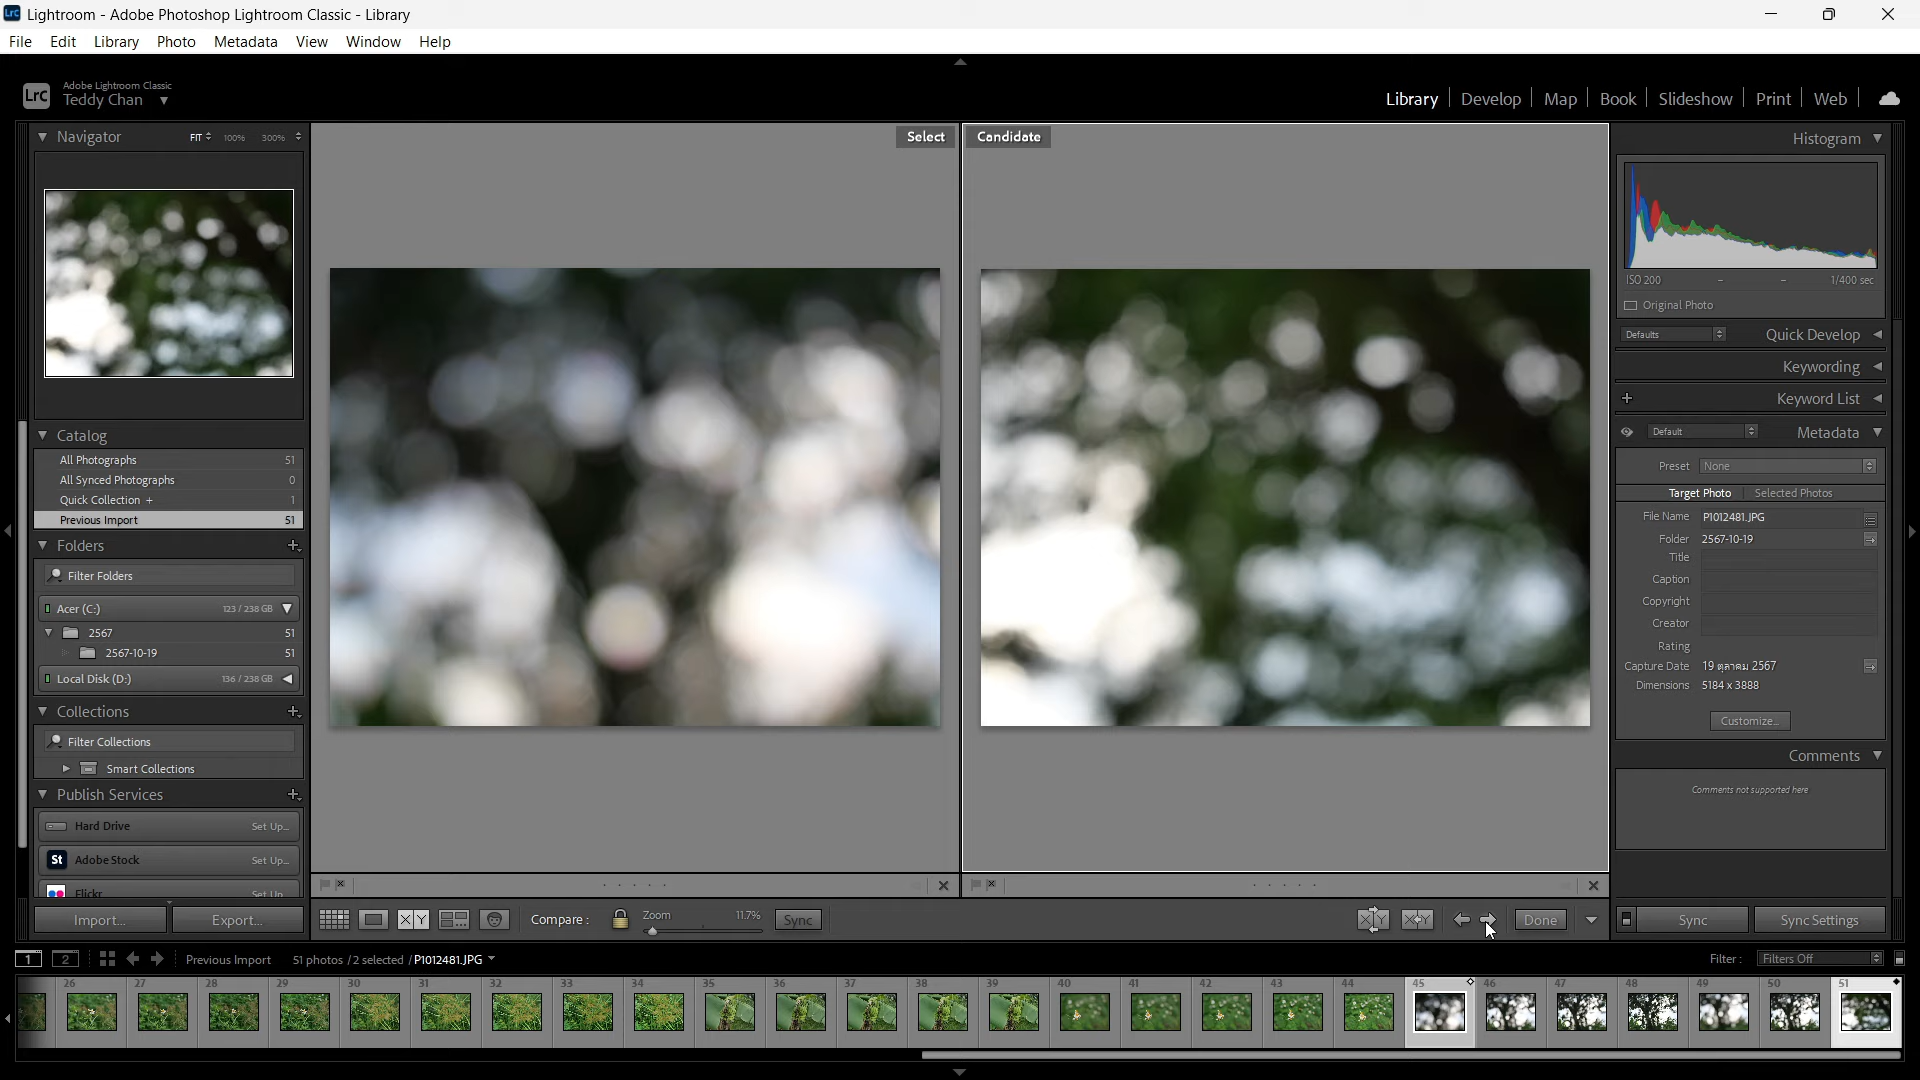 Lightroom - Adobe Photoshop Lightroom Classic - Library
File Edit Library Photo Metadata View Window Help
LrC
Adobe Lightroom Classic
Teddy Chan
Library Develop Map Book Slideshow Print Web
Navigator FIT 100% 300%
Select
Candidate
Histogram
ISO 200 - - 1/400 sec
Original Photo
Defaults Quick Develop
Keywording
Keyword List
Default Metadata
Preset None
Target Photo Selected Photos
File Name P1012481.JPG
Folder 2567-10-19
Title
Caption
Copyright
Creator
Rating
Capture Date 19 ตุลาคม 2567
Dimensions 5184 x 3888
Customize...
Comments
Comments not supported here
Catalog
All Photographs 51
All Synced Photographs 0
Quick Collection + 1
Previous Import 51
Folders
Filter Folders
Acer (C:) 123 / 238 GB
2567 51
2567-10-19 51
Local Disk (D:) 136 / 238 GB
Collections
Filter Collections
Smart Collections
Publish Services
Hard Drive Set Up...
St Adobe Stock Set Up...
Flickr Set Up...
Import... Export...
XY Compare : Zoom 11.7% Sync
Done
Sync Sync Settings
1 2 Previous Import 51 photos / 2 selected / P1012481.JPG
Filter : Filters Off
26 27 28 29 30 31 32 33 34 35 36 37 38 39 40 41 42 43 44 45 46 47 48 49 50 51